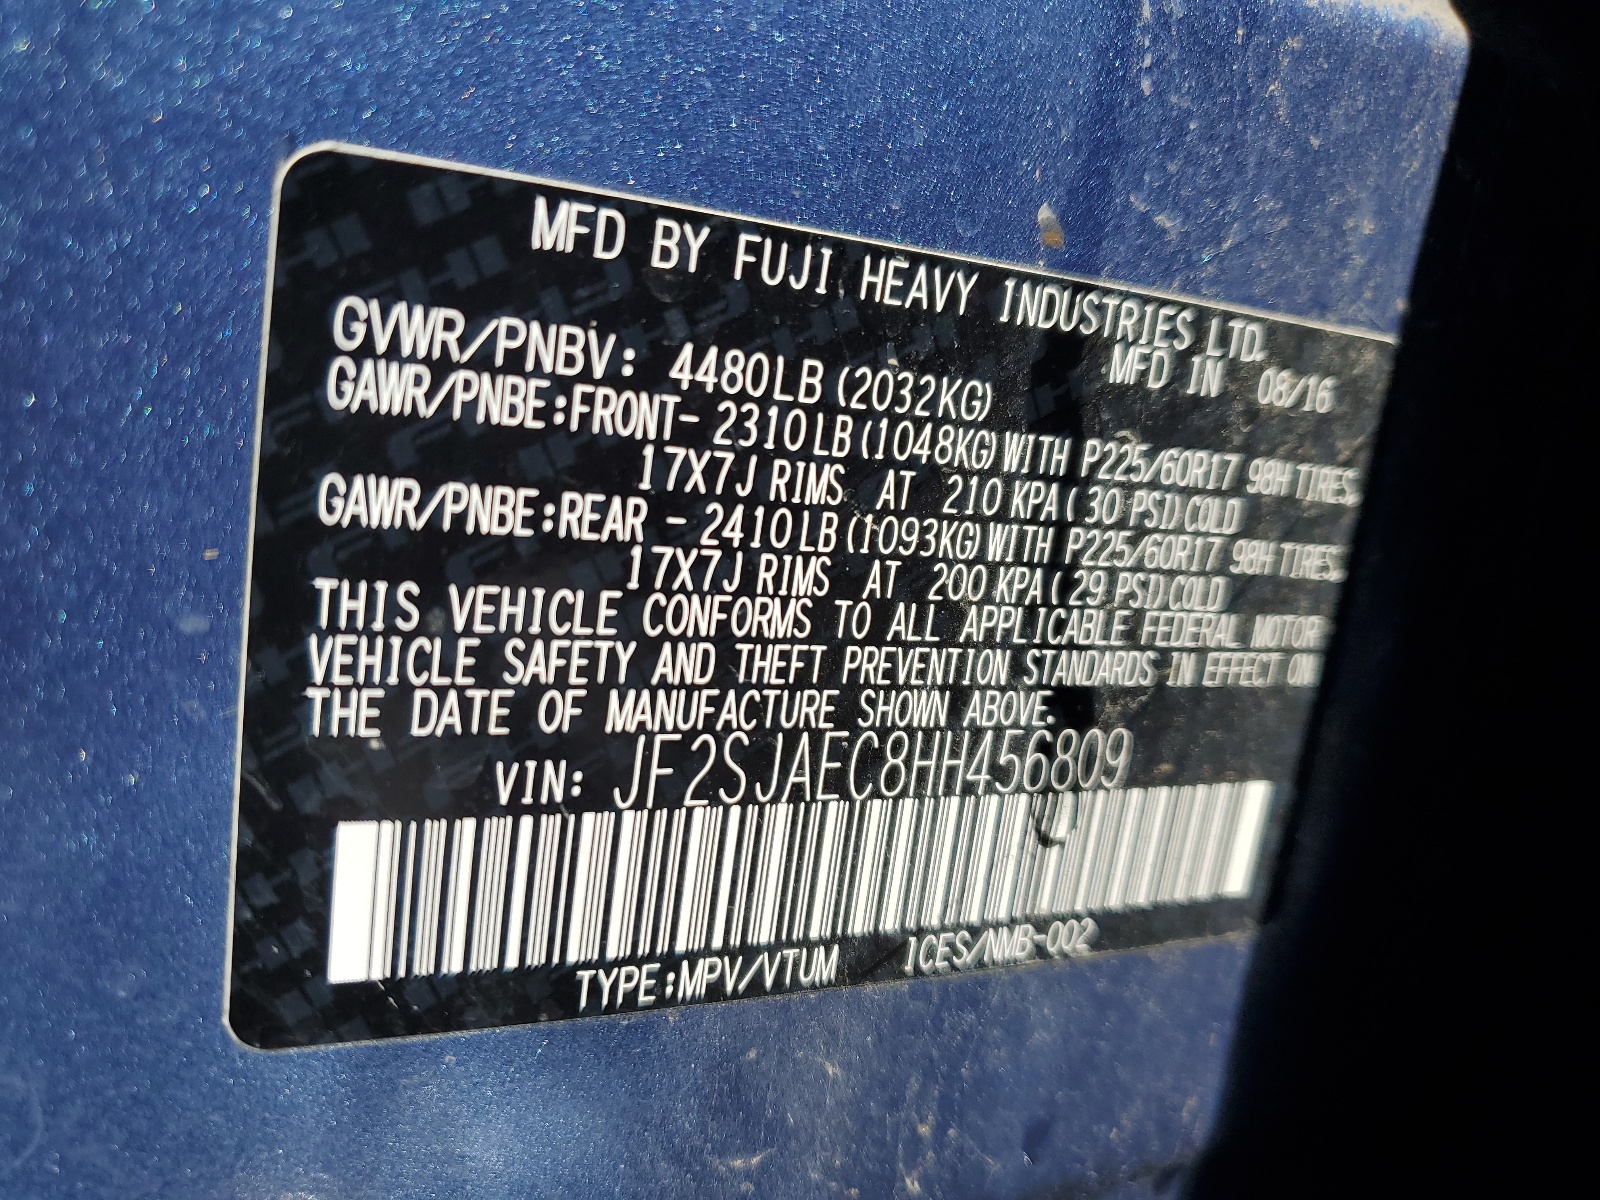 MFD BY FUJI HEAVY INDUSTRIES LTD.
MFD IN 08/16
GVWR/PNBV: 4480LB (2032KG)
GAWR/PNBE:FRONT- 2310LB (1048KG) WITH P225/60R17 98H TIRES,
17X7J RIMS AT 210 KPA( 30 PSI) COLD
GAWR/PNBE:REAR - 2410LB (1093KG) WITH P225/60R17 98H TIRES,
17X7J RIMS AT 200 KPA( 29 PSI) COLD
THIS VEHICLE CONFORMS TO ALL APPLICABLE FEDERAL MOTOR
VEHICLE SAFETY AND THEFT PREVENTION STANDARDS IN EFFECT ON
THE DATE OF MANUFACTURE SHOWN ABOVE.
VIN: JF2SJAEC8HH456809
TYPE:MPV/VTUM ICES/NMB-002